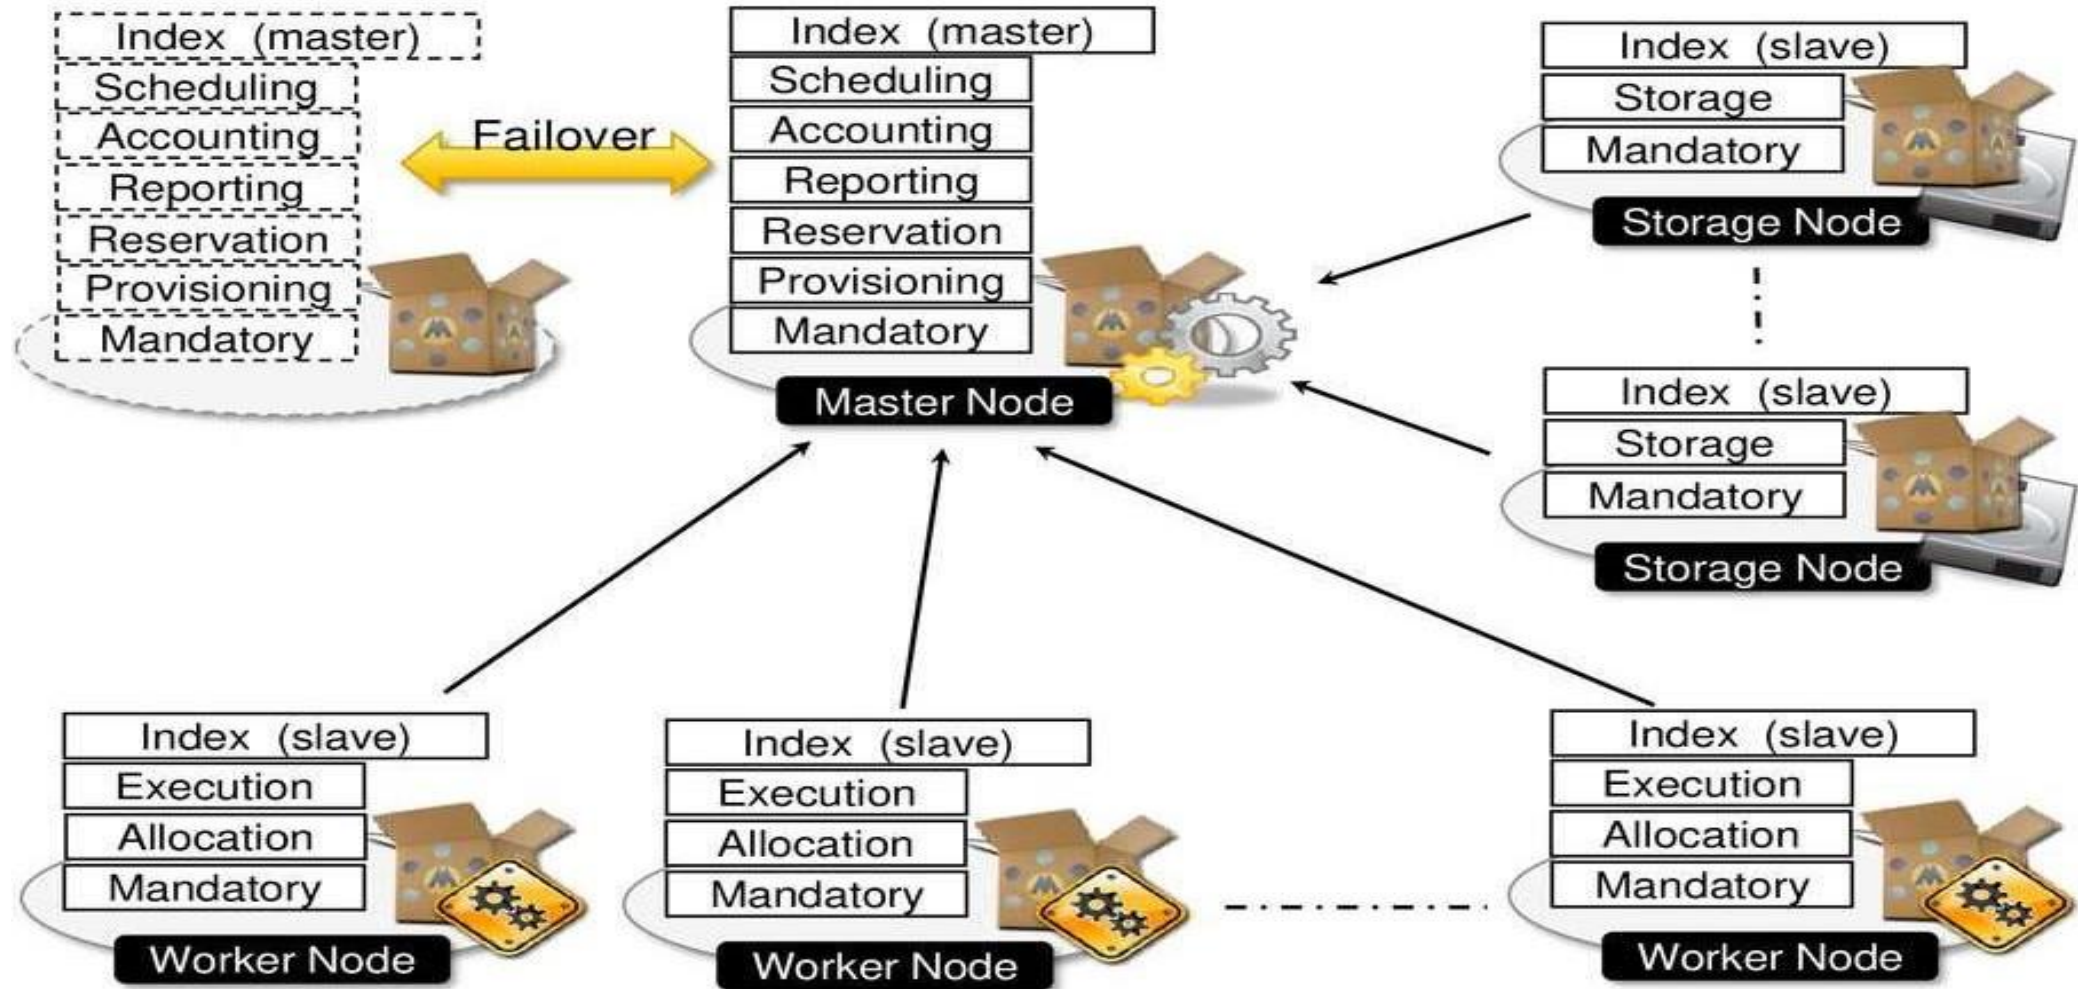 Index (master)
Scheduling
Accounting
Reporting
Reservation
Provisioning
Mandatory
Failover
Index (master)
Scheduling
Accounting
Reporting
Reservation
Provisioning
Mandatory
Master Node
Index (slave)
Storage
Mandatory
Storage Node
Index (slave)
Storage
Mandatory
Storage Node
Index (slave)
Execution
Allocation
Mandatory
Worker Node
Index (slave)
Execution
Allocation
Mandatory
Worker Node
Index (slave)
Execution
Allocation
Mandatory
Worker Node